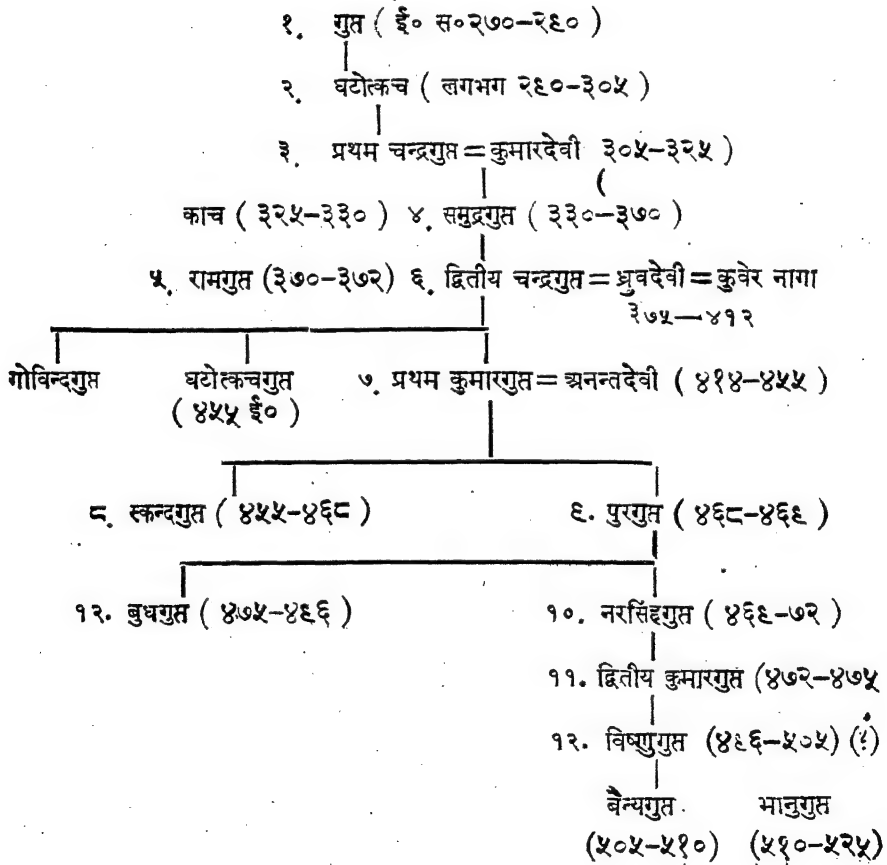 १. गुप्त ( ई० स०२७०–२९० )
२. घटोत्कच ( लगभग २९०–३०५ )
३. प्रथम चन्द्रगुप्त = कुमारदेवी ३०५–३२५ )
(
काच ( ३२५–३३० ) ४. समुद्रगुप्त ( ३३०–३७० )
५. रामगुप्त (३७०–३७२) ६. द्वितीय चन्द्रगुप्त = ध्रुवदेवी = कुवेर नागा
३७५—४१२
गोविन्दगुप्त घटोत्कचगुप्त ७. प्रथम कुमारगुप्त = अनन्तदेवी ( ४१४–४५५ )
( ४५५ ई० )
८. स्कन्दगुप्त ( ४५५–४६८ ) ९. पुरगुप्त ( ४६८–४६९ )
१२. बुधगुप्त ( ४७५–४९६ ) १०. नरसिंहगुप्त ( ४६९–७२ )
११. द्वितीय कुमारगुप्त (४७२–४७५
१२. विष्णुगुप्त (४९६–५०५) (?)
बैन्यगुप्त भानुगुप्त
(५०५–५१०) (५१०–५२५)